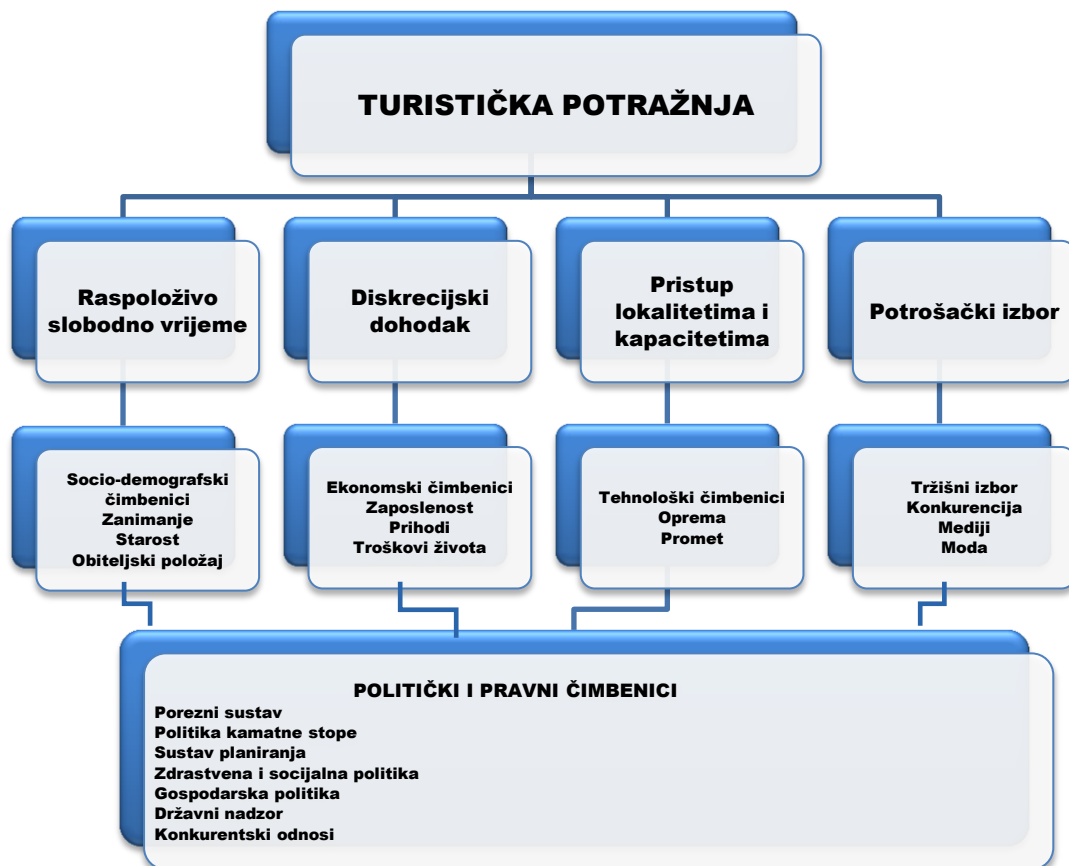 TURISTIČKA POTRAŽNJA
Raspoloživo
slobodno vrijeme
Diskrecijski
dohodak
Pristup
lokalitetima i
kapacitetima
Potrošački izbor
Socio-demografski
čimbenici
Zanimanje
Starost
Obiteljski položaj
Ekonomski čimbenici
Zaposlenost
Prihodi
Troškovi života
Tehnološki čimbenici
Oprema
Promet
Tržišni izbor
Konkurencija
Mediji
Moda
POLITIČKI I PRAVNI ČIMBENICI
Porezni sustav
Politika kamatne stope
Sustav planiranja
Zdrastvena i socijalna politika
Gospodarska politika
Državni nadzor
Konkurentski odnosi